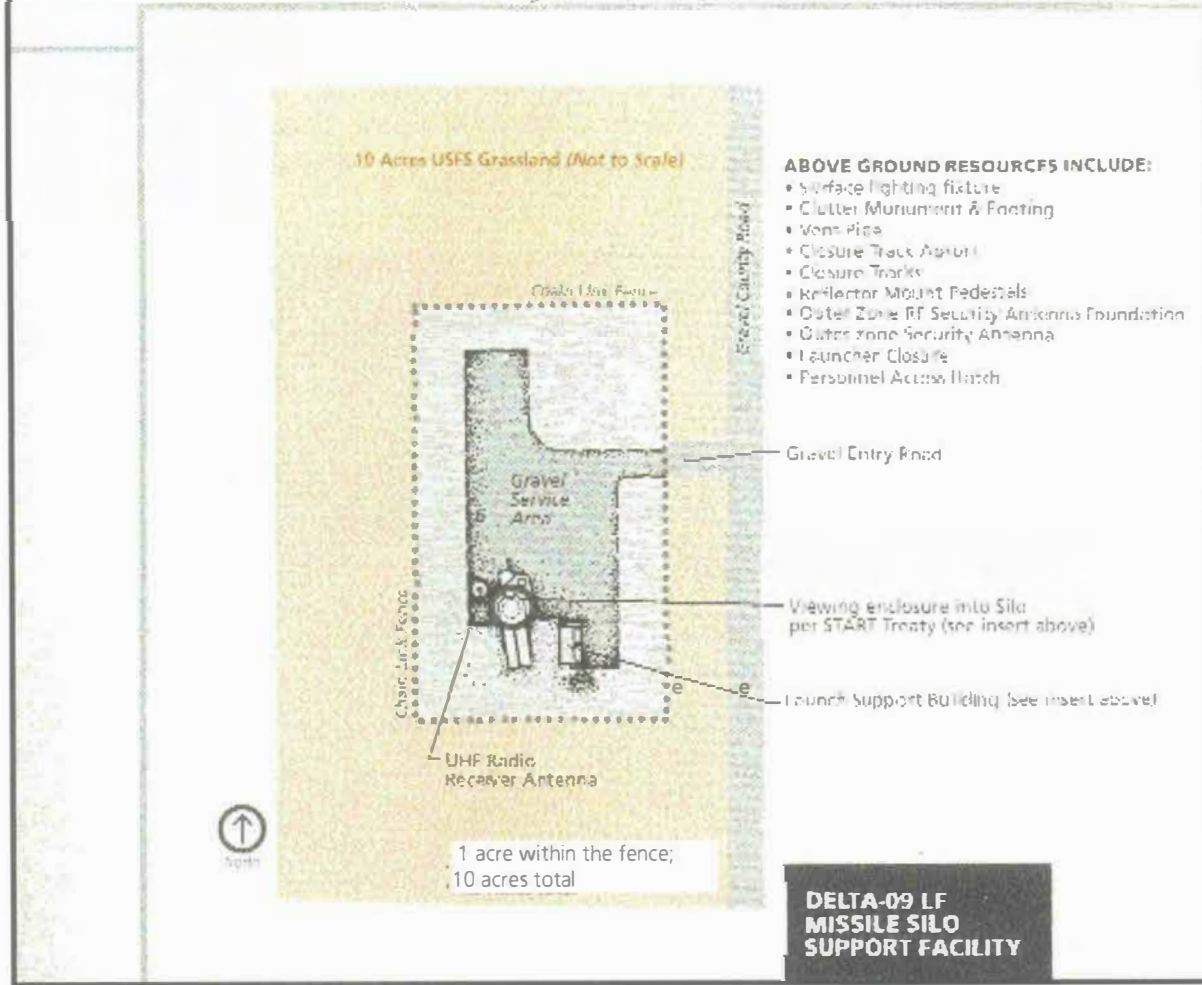 10 Acres USFS Grassland (Not to Scale)
Gravel County Road
Chain Link Fence
ABOVE GROUND RESOURCES INCLUDE:
• Surface lighting fixture
• Clutter Monument & Footing
• Vent Pipe
• Closure Track Apron
• Closure Tracks
• Reflector Mount Pedestals
• Outer Zone RF Security Antenna Foundation
• Outer zone Security Antenna
• Launcher Closure
• Personnel Access Hatch
Gravel Entry Road
Gravel
Service
Area
Viewing enclosure into Silo
per START Treaty (see insert above)
Chain Link Fence
e
e
Launch Support Building (see insert above)
UHF Radio
Receiver Antenna
North
1 acre within the fence;
10 acres total
DELTA-09 LF
MISSILE SILO
SUPPORT FACILITY